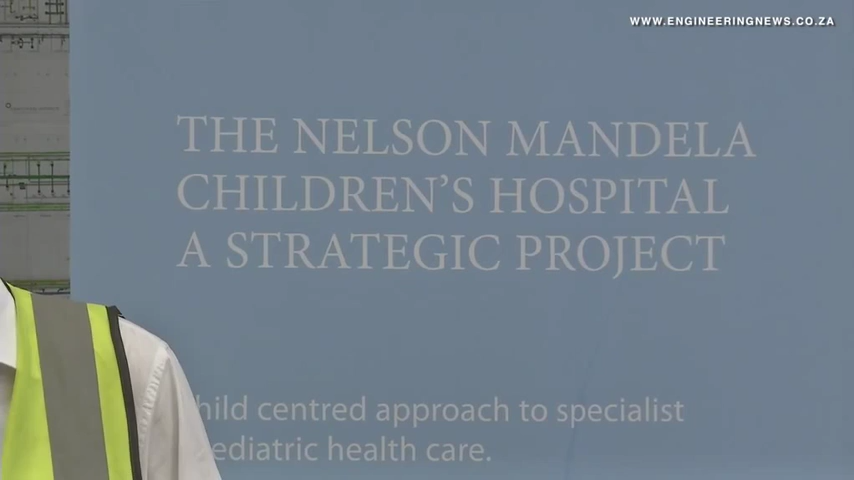 WWW.ENGINEERINGNEWS.CO.ZA
THE NELSON MANDELA
CHILDREN'S HOSPITAL
A STRATEGIC PROJECT
hild centred approach to specialist
ediatric health care.